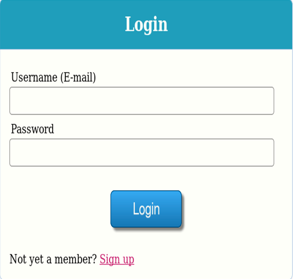 Login
Username (E-mail)
Password
Login
Not yet a member? Sign up